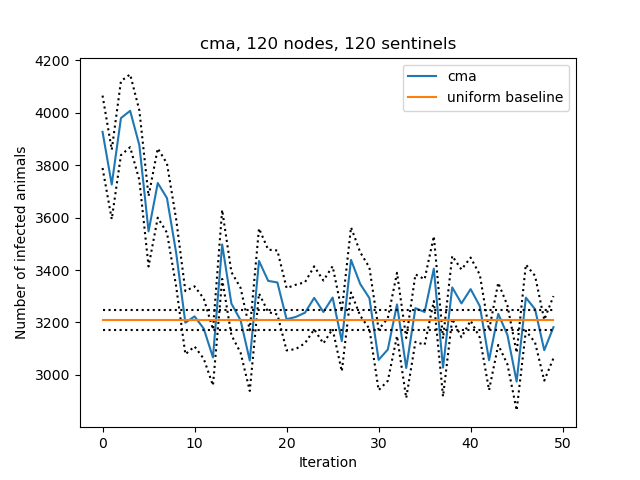 cma, 120 nodes, 120 sentinels
4200
4000
3800
3600
3400
3200
3000
Number of infected animals
cma
uniform baseline
0
10
20
30
40
50
Iteration